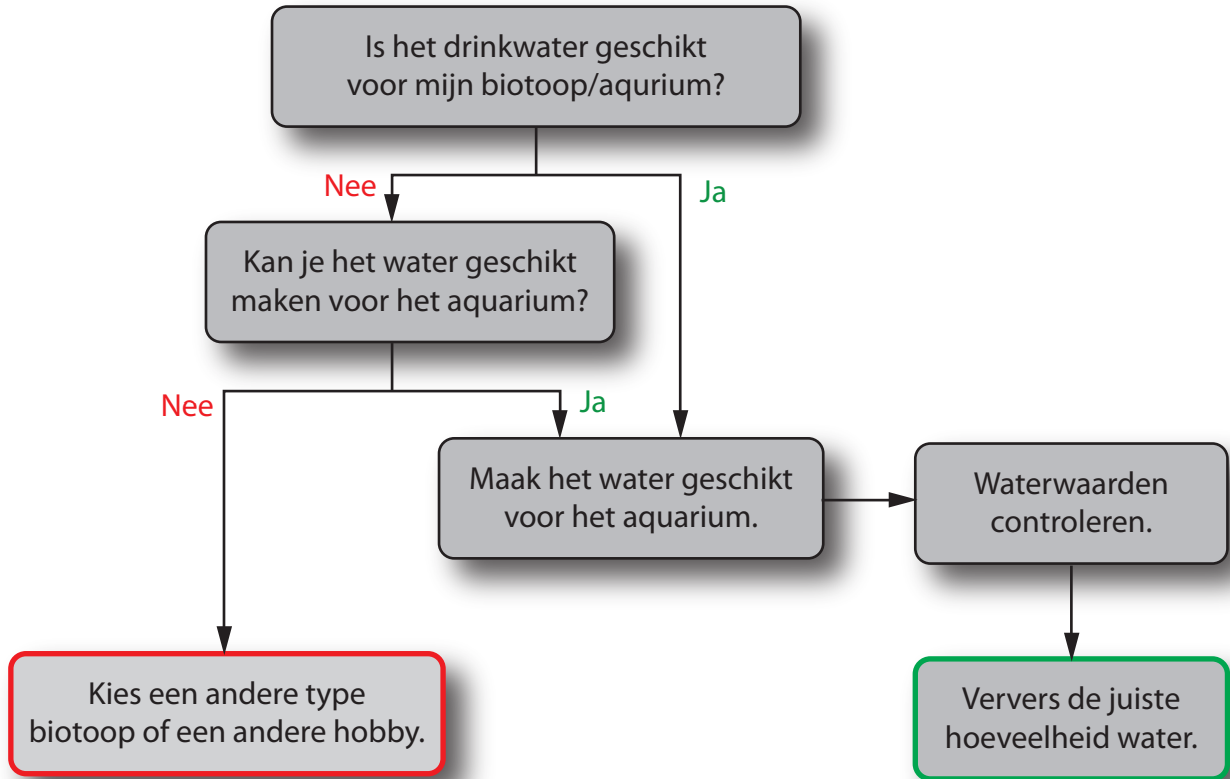 Is het drinkwater geschikt
voor mijn biotoop/aqurium?
Nee
Ja
Kan je het water geschikt
maken voor het aquarium?
Nee
Ja
Maak het water geschikt
voor het aquarium.
Waterwaarden
controleren.
Kies een andere type
biotoop of een andere hobby.
Ververs de juiste
hoeveelheid water.